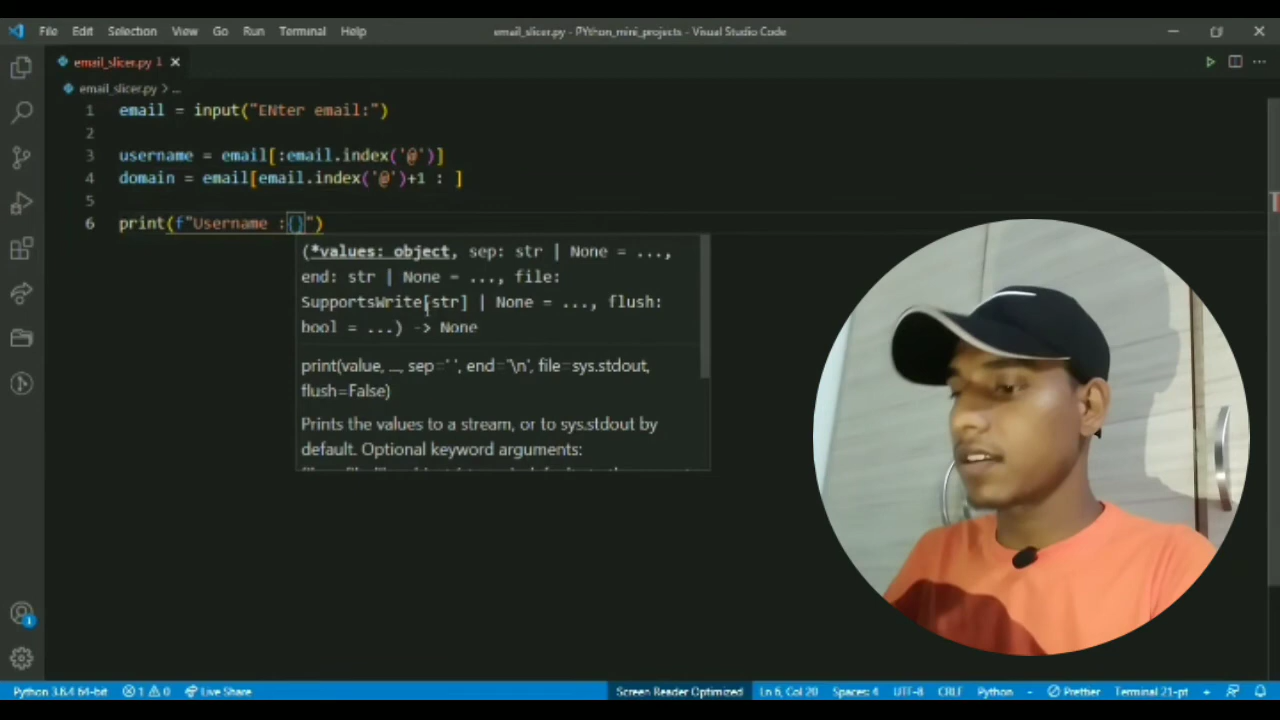 File Edit Selection View Go Run Terminal Help email_slicer.py - PYthon_mini_projects - Visual Studio Code
email_slicer.py 1
email_slicer.py > ...
1 email = input("ENter email:")
2
3 username = email[:email.index('@')]
4 domain = email[email.index('@')+1 : ]
5
6 print(f"Username :{}")
(*values: object, sep: str | None = ...,
end: str | None = ..., file:
SupportsWrite[str] | None = ..., flush:
bool = ...) -> None
print(value, ..., sep=' ', end='\n', file=sys.stdout,
flush=False)
Prints the values to a stream, or to sys.stdout by
default. Optional keyword arguments:
1
Python 3.8.4 64-bit 1 0 Live Share Screen Reader Optimized Ln 6, Col 20 Spaces: 4 UTF-8 CRLF Python - Prettier Terminal 21-pt +